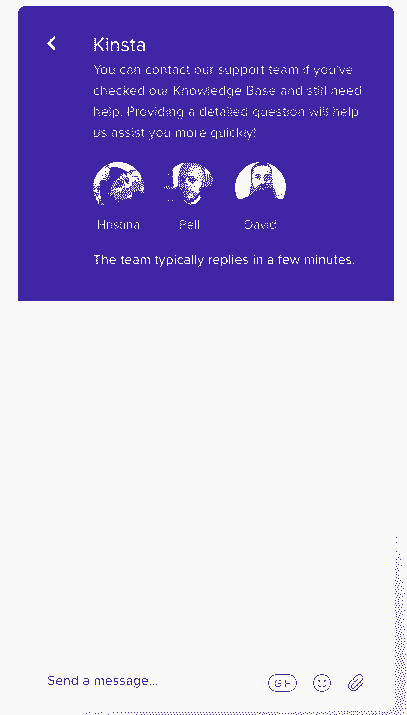 Kinsta
You can contact our support team if you've
checked our Knowledge Base and still need
help. Providing a detailed question will help
us assist you more quickly!
Hristina
Pell
David
The team typically replies in a few minutes.
Send a message...
GIF